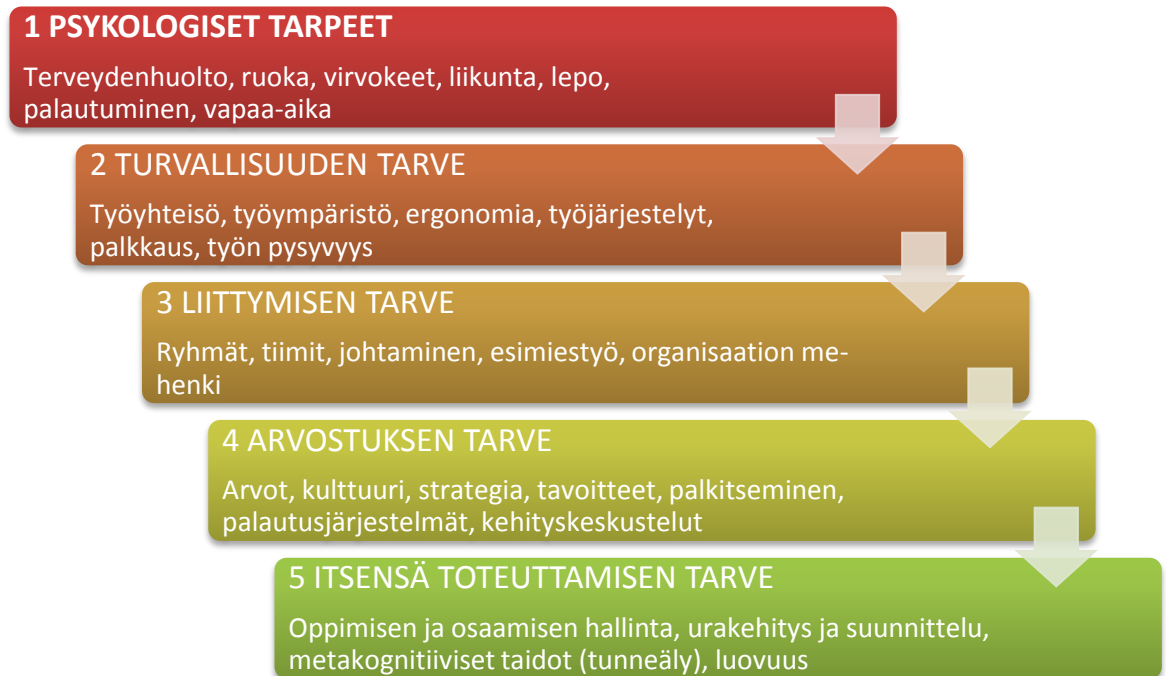 1 PSYKOLOGISET TARPEET
Terveydenhuolto, ruoka, virvokeet, liikunta, lepo,
palautuminen, vapaa-aika
2 TURVALLISUUDEN TARVE
Työyhteisö, työympäristö, ergonomia, työjärjestelyt,
palkkaus, työn pysyvyys
3 LIITTYMISEN TARVE
Ryhmät, tiimit, johtaminen, esimiestyö, organisaation me-
henki
4 ARVOSTUKSEN TARVE
Arvot, kulttuuri, strategia, tavoitteet, palkitseminen,
palautusjärjestelmät, kehityskeskustelut
5 ITSENSÄ TOTEUTTAMISEN TARVE
Oppimisen ja osaamisen hallinta, urakehitys ja suunnittelu,
metakognitiiviset taidot (tunneäly), luovuus